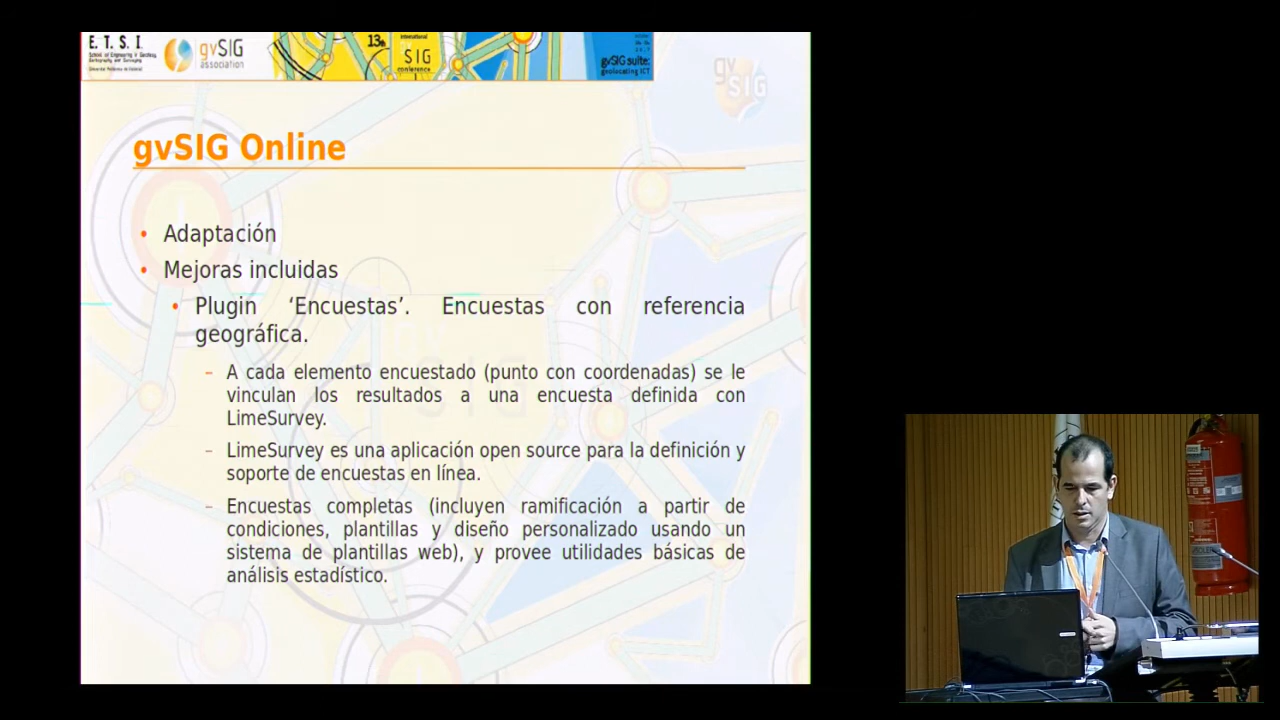 E. T. S. I.
gvSIG
association
13th
international
SIG
conference
gvSIG suite:
geolocating ICT
gvSIG Online
• Adaptación
• Mejoras incluidas
• Plugin ‘Encuestas’. Encuestas con referencia
geográfica.
– A cada elemento encuestado (punto con coordenadas) se le
vinculan los resultados a una encuesta definida con
LimeSurvey.
– LimeSurvey es una aplicación open source para la definición y
soporte de encuestas en línea.
– Encuestas completas (incluyen ramificación a partir de
condiciones, plantillas y diseño personalizado usando un
sistema de plantillas web), y provee utilidades básicas de
análisis estadístico.